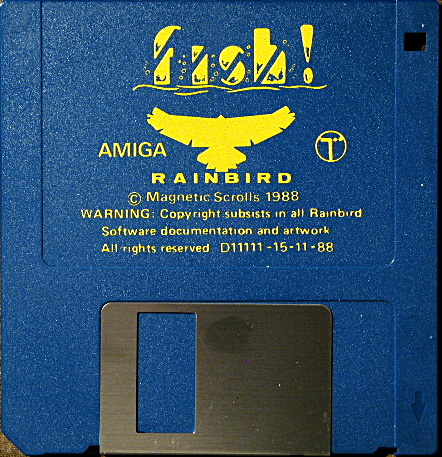 fish!
AMIGA
RAINBIRD
© Magnetic Scrolls 1988
WARNING: Copyright subsists in all Rainbird
Software documentation and artwork
All rights reserved D11111-15-11-88